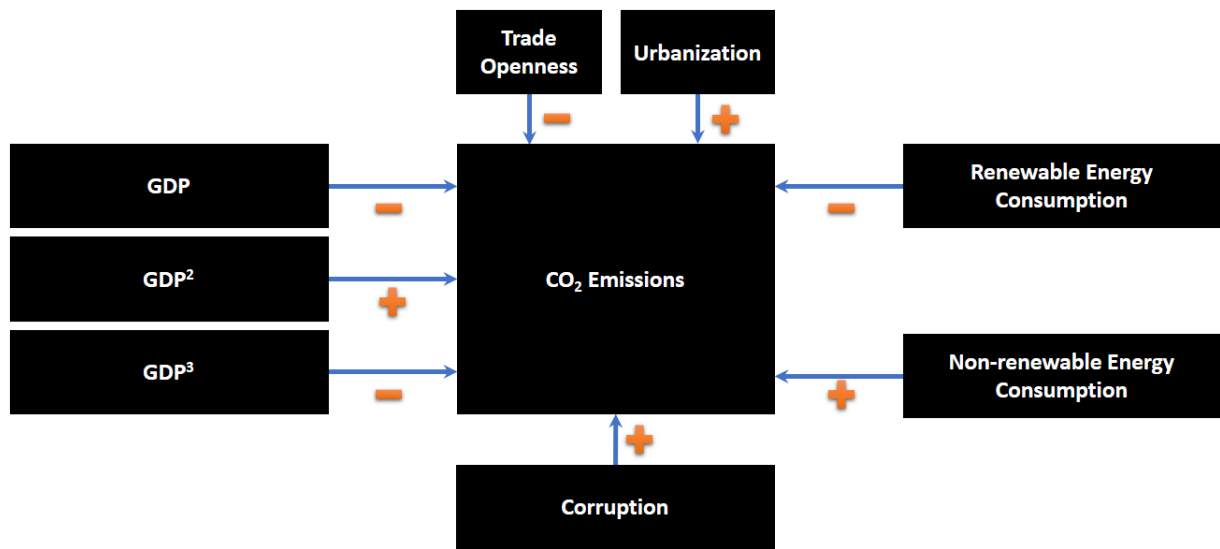 Trade
Openness
Urbanization
GDP
Renewable Energy
Consumption
GDP²
CO₂ Emissions
GDP³
Non-renewable Energy
Consumption
Corruption